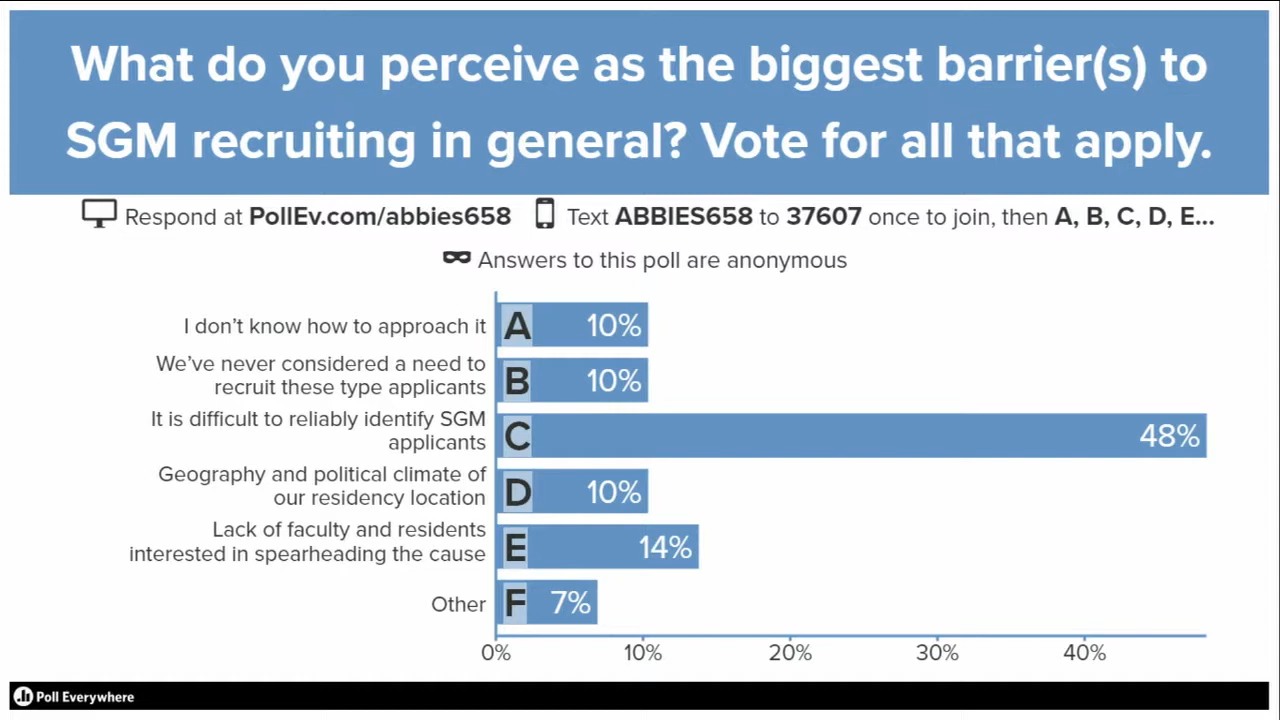 What do you perceive as the biggest barrier(s) to
SGM recruiting in general? Vote for all that apply.
Respond at PollEv.com/abbies658 Text ABBIES658 to 37607 once to join, then A, B, C, D, E...
Answers to this poll are anonymous
I don't know how to approach it A 10%
We've never considered a need to
recruit these type applicants B 10%
It is difficult to reliably identify SGM
applicants C 48%
Geography and political climate of
our residency location D 10%
Lack of faculty and residents
interested in spearheading the cause E 14%
Other F 7%
0% 10% 20% 30% 40%
Poll Everywhere